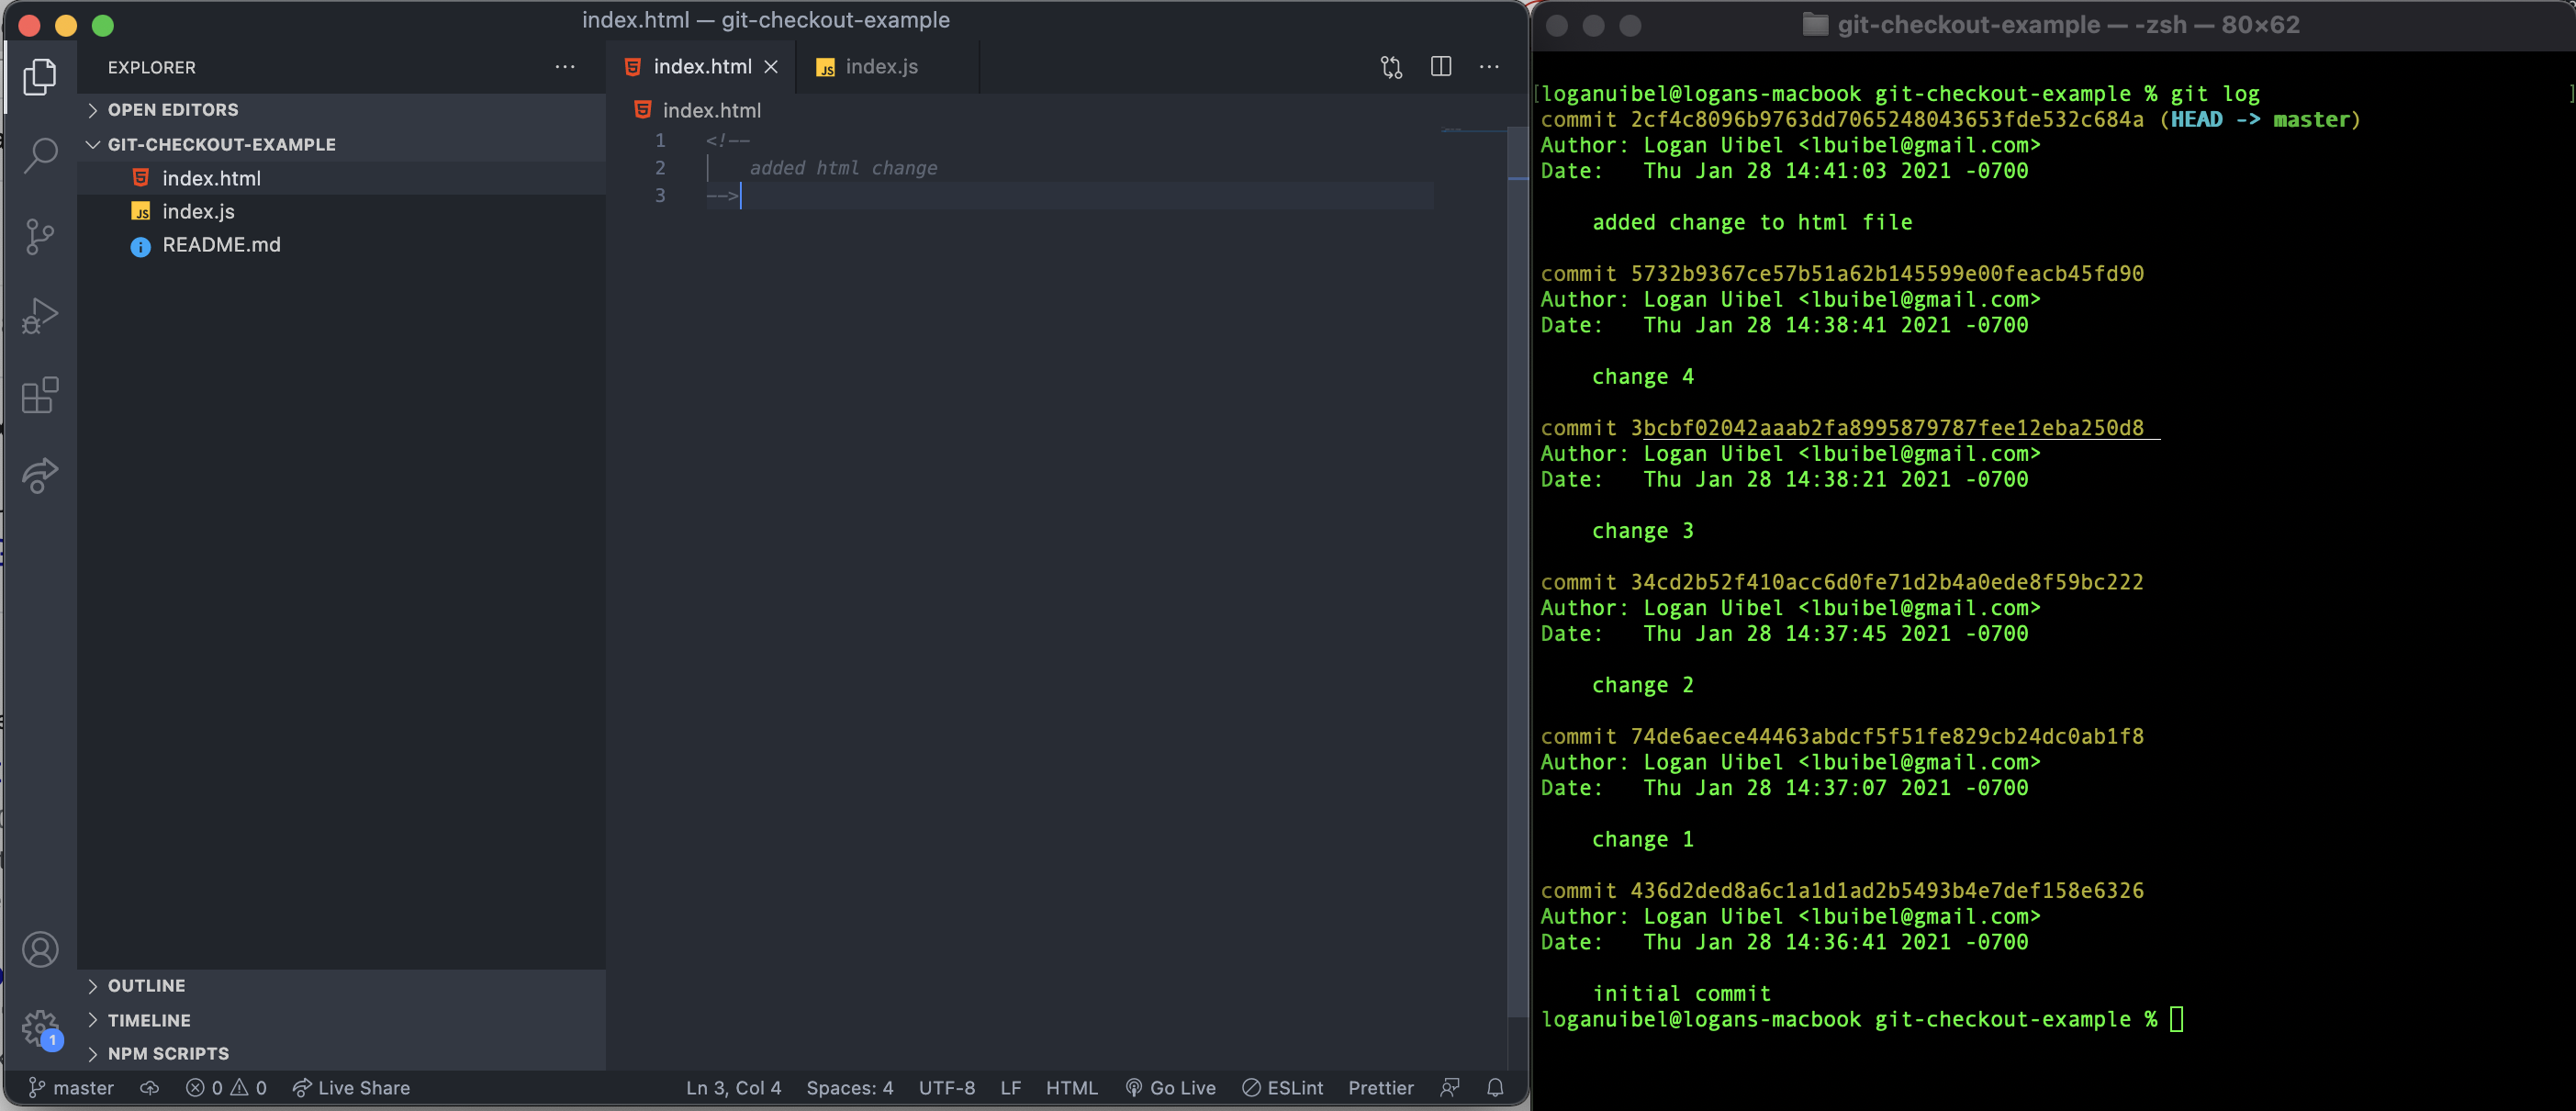 index.html — git-checkout-example
EXPLORER
OPEN EDITORS
GIT-CHECKOUT-EXAMPLE
index.html
index.js
README.md
OUTLINE
TIMELINE
NPM SCRIPTS
1
index.html
index.js
index.html
1 <!--
2 added html change
3 -->
master
0 0
Live Share
Ln 3, Col 4
Spaces: 4
UTF-8
LF
HTML
Go Live
ESLint
Prettier
git-checkout-example — -zsh — 80×62
[loganuibel@logans-macbook git-checkout-example % git log ]
commit 2cf4c8096b9763dd7065248043653fde532c684a (HEAD -> master)
Author: Logan Uibel <lbuibel@gmail.com>
Date: Thu Jan 28 14:41:03 2021 -0700
added change to html file
commit 5732b9367ce57b51a62b145599e00feacb45fd90
Author: Logan Uibel <lbuibel@gmail.com>
Date: Thu Jan 28 14:38:41 2021 -0700
change 4
commit 3bcbf02042aaab2fa8995879787fee12eba250d8
Author: Logan Uibel <lbuibel@gmail.com>
Date: Thu Jan 28 14:38:21 2021 -0700
change 3
commit 34cd2b52f410acc6d0fe71d2b4a0ede8f59bc222
Author: Logan Uibel <lbuibel@gmail.com>
Date: Thu Jan 28 14:37:45 2021 -0700
change 2
commit 74de6aece44463abdcf5f51fe829cb24dc0ab1f8
Author: Logan Uibel <lbuibel@gmail.com>
Date: Thu Jan 28 14:37:07 2021 -0700
change 1
commit 436d2ded8a6c1a1d1ad2b5493b4e7def158e6326
Author: Logan Uibel <lbuibel@gmail.com>
Date: Thu Jan 28 14:36:41 2021 -0700
initial commit
loganuibel@logans-macbook git-checkout-example %